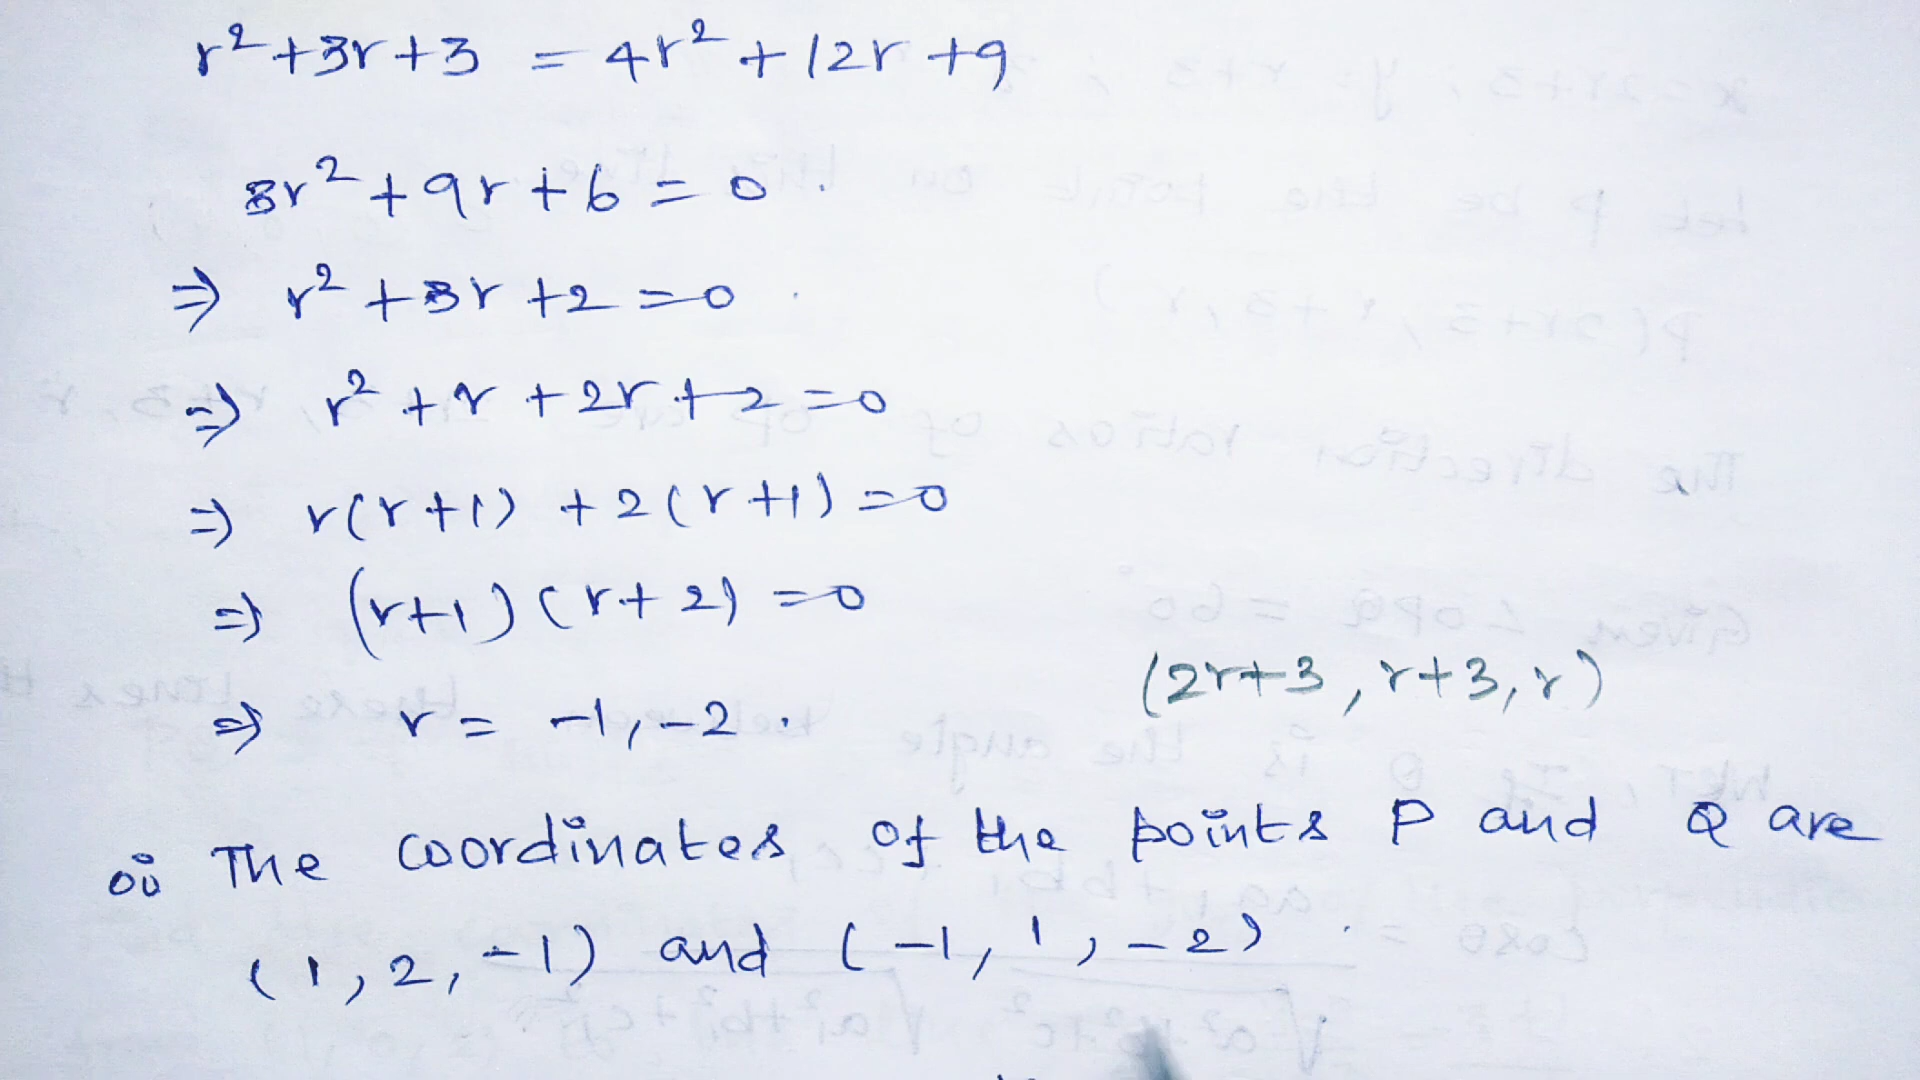 r²+3r+3 = 4r²+12r+9
3r²+9r+6=0.
⇒ r²+3r+2=0
⇒ r²+r+2r+2=0
⇒ r(r+1)+2(r+1)=0
⇒ (r+1)(r+2)=0
(2r+3, r+3, r)
⇒ r = -1, -2.
∴ The coordinates of the points P and Q are
(1, 2, -1) and (-1, 1, -2)